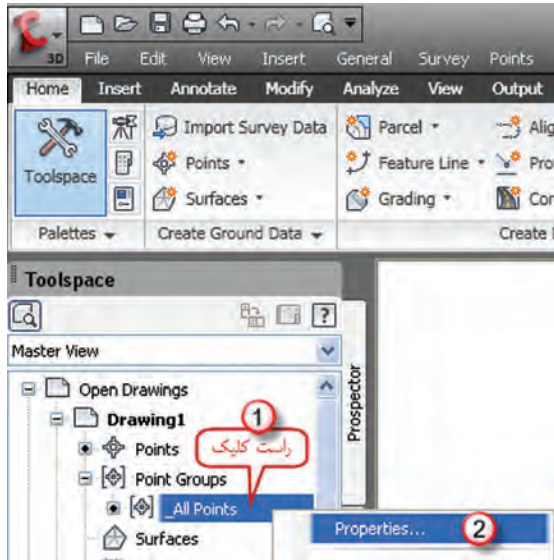 3D File Edit View Insert General Survey Points
Home Insert Annotate Modify Analyze View Output
Import Survey Data Parcel
Toolspace Points Feature Line
Surfaces Grading
Palettes Create Ground Data Create
Toolspace
?
Master View
Open Drawings
Drawing1
1
Points
راست کلیک
Point Groups
_All Points
Properties... 2
Surfaces
Prospector